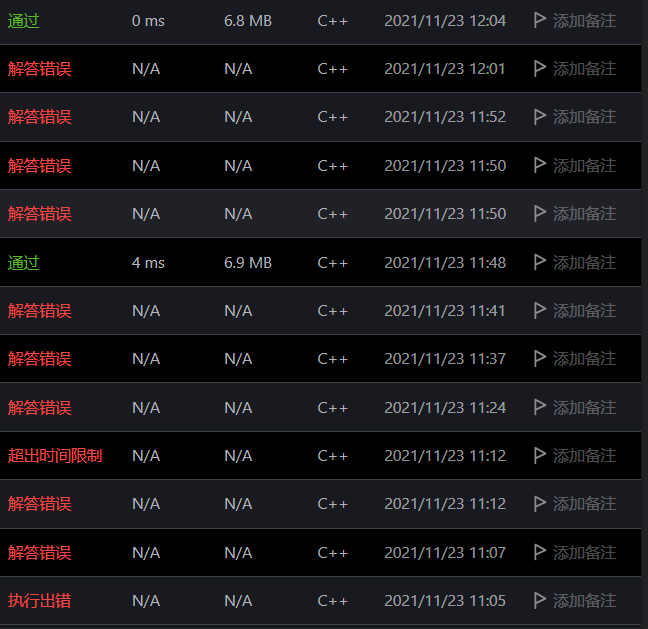 通过 0 ms 6.8 MB C++ 2021/11/23 12:04 添加备注
解答错误 N/A N/A C++ 2021/11/23 12:01 添加备注
解答错误 N/A N/A C++ 2021/11/23 11:52 添加备注
解答错误 N/A N/A C++ 2021/11/23 11:50 添加备注
解答错误 N/A N/A C++ 2021/11/23 11:50 添加备注
通过 4 ms 6.9 MB C++ 2021/11/23 11:48 添加备注
解答错误 N/A N/A C++ 2021/11/23 11:41 添加备注
解答错误 N/A N/A C++ 2021/11/23 11:37 添加备注
解答错误 N/A N/A C++ 2021/11/23 11:24 添加备注
超出时间限制 N/A N/A C++ 2021/11/23 11:12 添加备注
解答错误 N/A N/A C++ 2021/11/23 11:12 添加备注
解答错误 N/A N/A C++ 2021/11/23 11:07 添加备注
执行出错 N/A N/A C++ 2021/11/23 11:05 添加备注